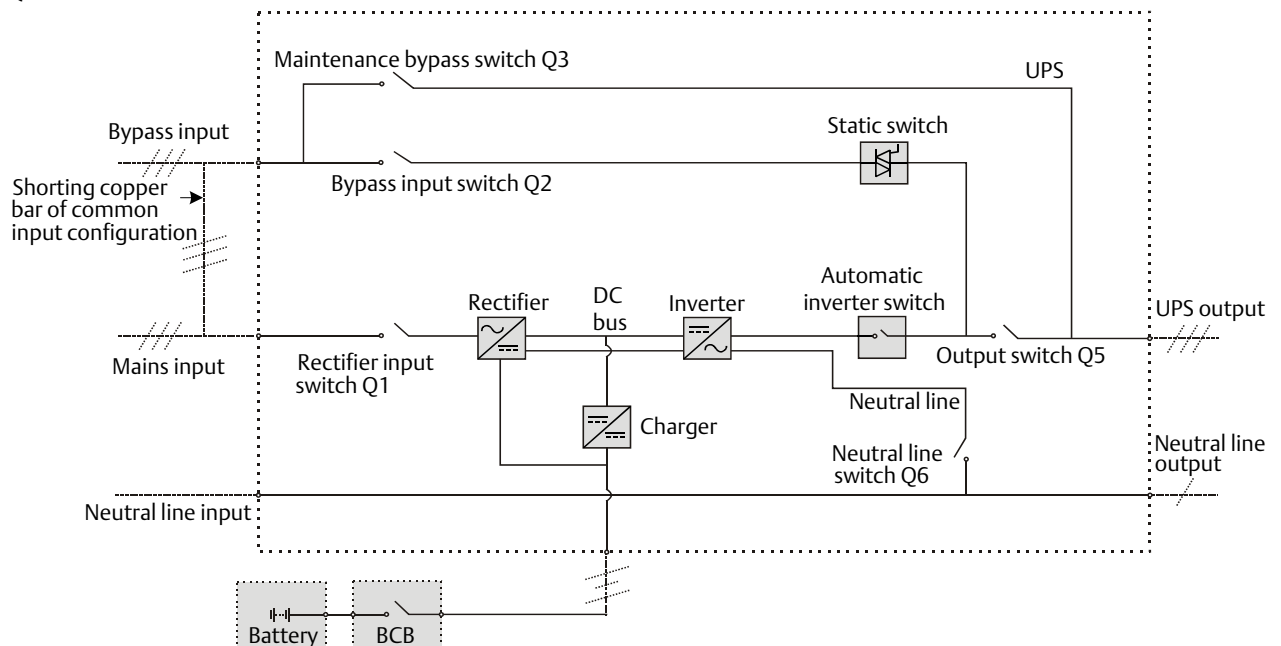 Maintenance bypass switch Q3
UPS
Bypass input
Static switch
Bypass input switch Q2
Shorting copper
bar of common
input configuration
Automatic
inverter switch
Rectifier
DC
bus
Inverter
UPS output
Mains input
Rectifier input
switch Q1
Output switch Q5
Neutral line
Charger
Neutral line
switch Q6
Neutral line
output
Neutral line input
Battery
BCB